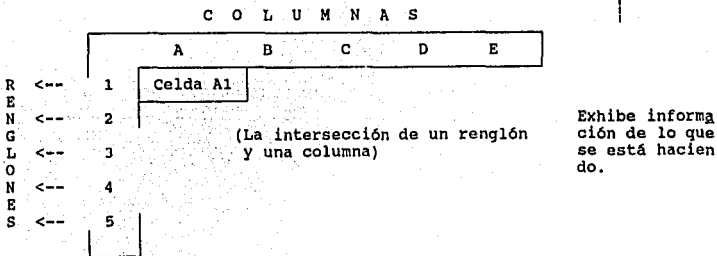 C O L U M N A S
A B C D E
R <-- 1 Celda A1
E
N <-- 2
G (La intersección de un renglón
L <-- 3 y una columna)
O
N <-- 4
E
S <-- 5
Exhibe informa
ción de lo que
se está hacien
do.